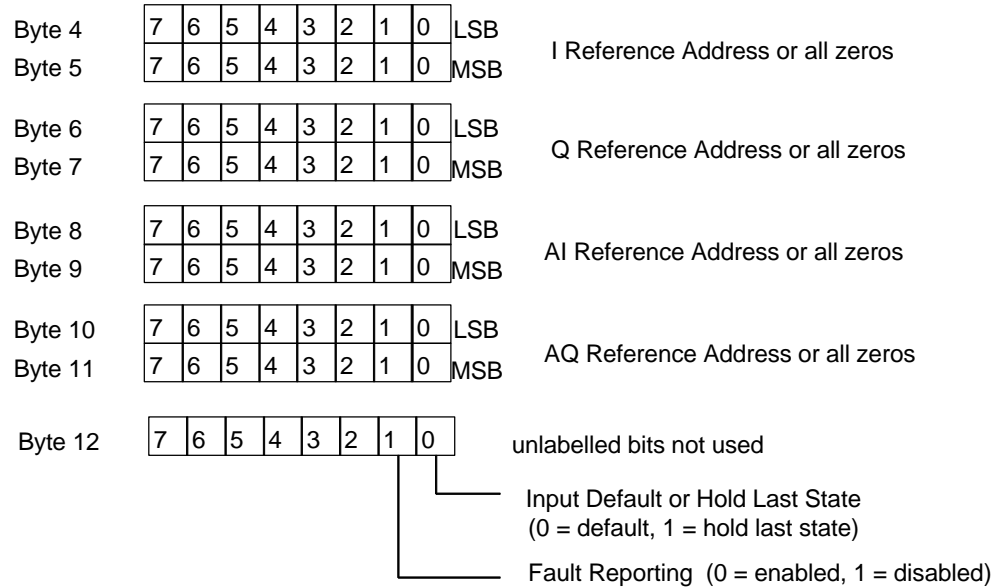 Byte 4 7 6 5 4 3 2 1 0 LSB
I Reference Address or all zeros
Byte 5 7 6 5 4 3 2 1 0 MSB
Byte 6 7 6 5 4 3 2 1 0 LSB
Q Reference Address or all zeros
Byte 7 7 6 5 4 3 2 1 0 MSB
Byte 8 7 6 5 4 3 2 1 0 LSB
AI Reference Address or all zeros
Byte 9 7 6 5 4 3 2 1 0 MSB
Byte 10 7 6 5 4 3 2 1 0 LSB
AQ Reference Address or all zeros
Byte 11 7 6 5 4 3 2 1 0 MSB
Byte 12 7 6 5 4 3 2 1 0 unlabelled bits not used
Input Default or Hold Last State
(0 = default, 1 = hold last state)
Fault Reporting (0 = enabled, 1 = disabled)